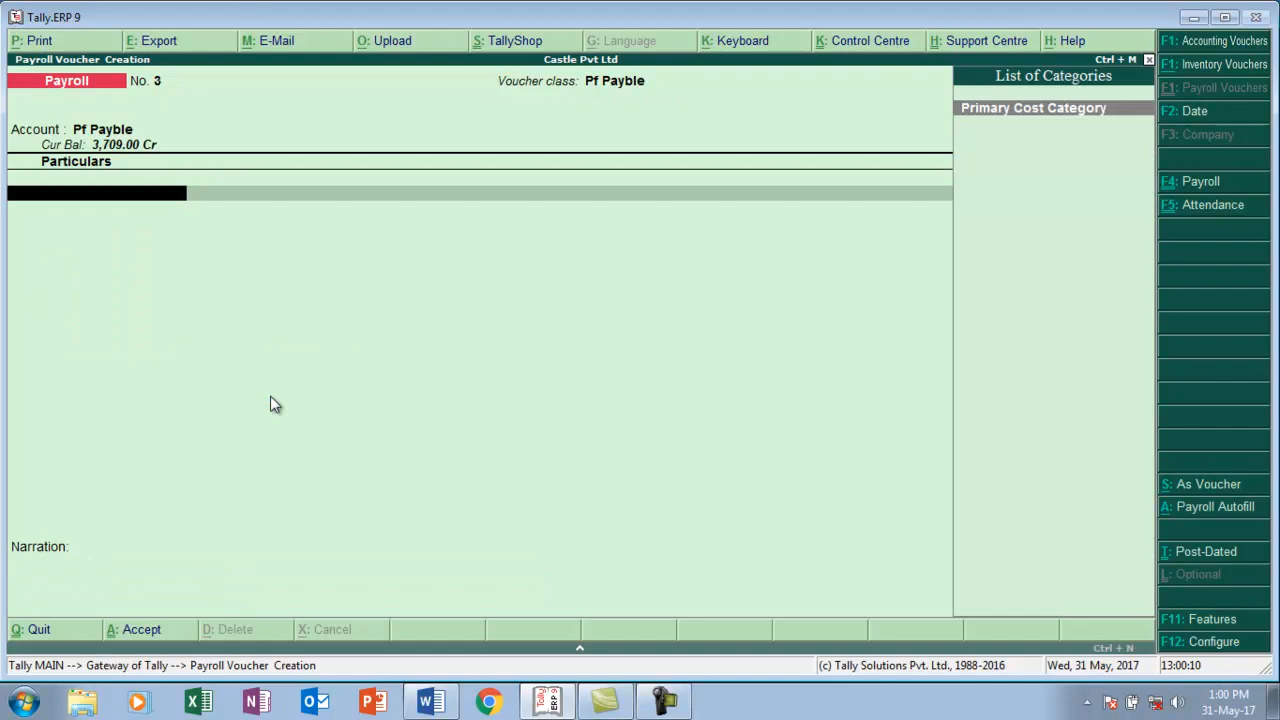 Tally.ERP 9
P: Print
E: Export
M: E-Mail
O: Upload
S: TallyShop
G: Language
K: Keyboard
K: Control Centre
H: Support Centre
H: Help
F1: Accounting Vouchers
Payroll Voucher Creation
Castle Pvt Ltd
Ctrl + M
F1: Inventory Vouchers
Payroll No. 3
Voucher class: Pf Payble
List of Categories
F1: Payroll Vouchers
Primary Cost Category
F2: Date
Account : Pf Payble
F3: Company
Cur Bal: 3,709.00 Cr
Particulars
F4: Payroll
F5: Attendance
S: As Voucher
A: Payroll Autofill
Narration:
T: Post-Dated
L: Optional
F11: Features
Q: Quit
A: Accept
D: Delete
X: Cancel
F12: Configure
Ctrl + N
Tally MAIN --> Gateway of Tally --> Payroll Voucher Creation
(c) Tally Solutions Pvt. Ltd., 1988-2016
Wed, 31 May, 2017
13:00:10
Tally
ERP 9
1:00 PM
31-May-17